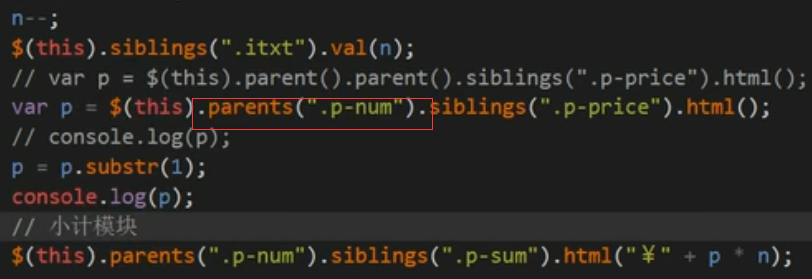 n--;
$(this).siblings(".itxt").val(n);
// var p = $(this).parent().parent().siblings(".p-price").html();
var p = $(this).parents(".p-num").siblings(".p-price").html();
// console.log(p);
p = p.substr(1);
console.log(p);
// 小计模块
$(this).parents(".p-num").siblings(".p-sum").html("¥" + p * n);